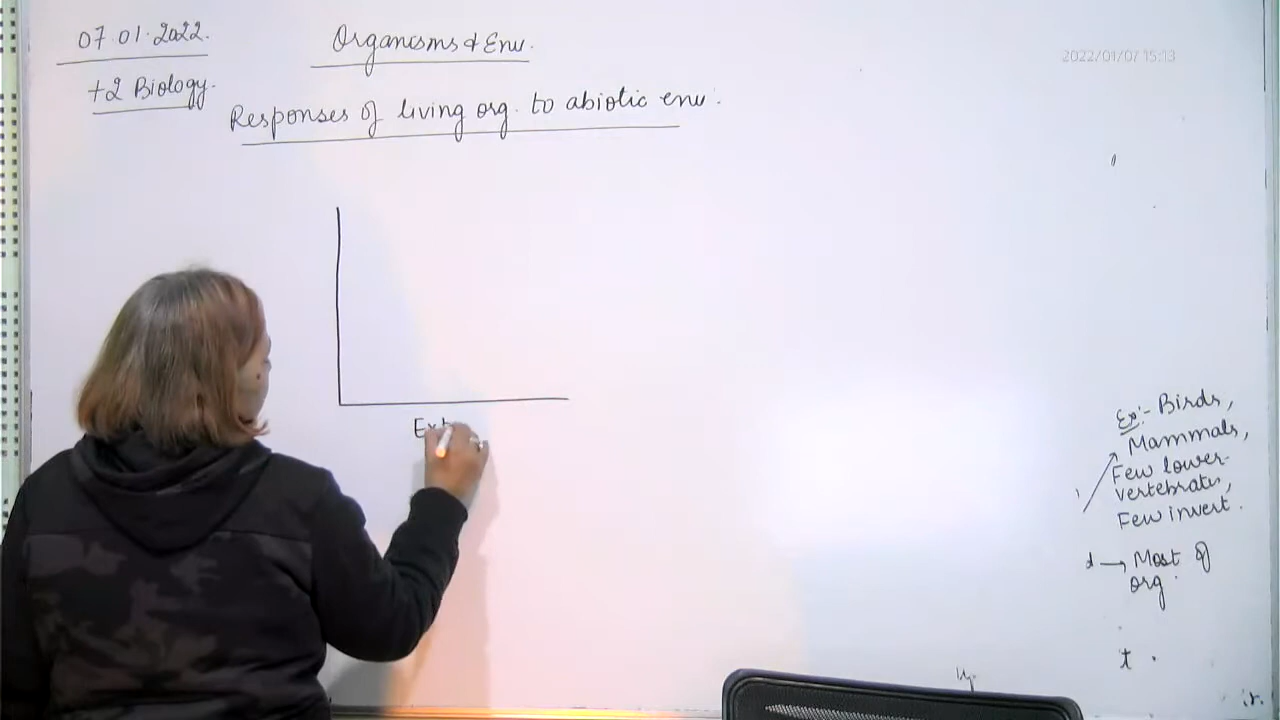 07.01.2022.
Organisms & Env.
2022/01/07 15:13
+2 Biology.
Responses of living org. to abiotic env.
Ext
Ex:- Birds,
Mammals,
Few lower-
vertebrates,
Few invert.
d → Most of
org.
t